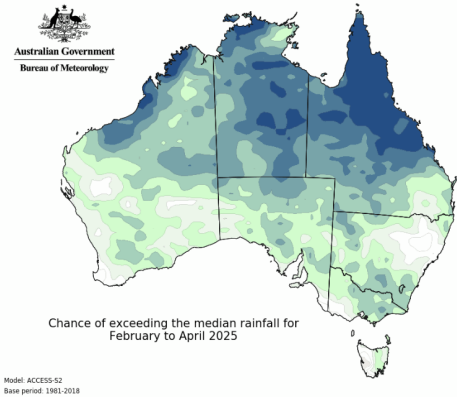 Australian Government
Bureau of Meteorology
Chance of exceeding the median rainfall for
February to April 2025
Model: ACCESS-S2
Base period: 1981-2018